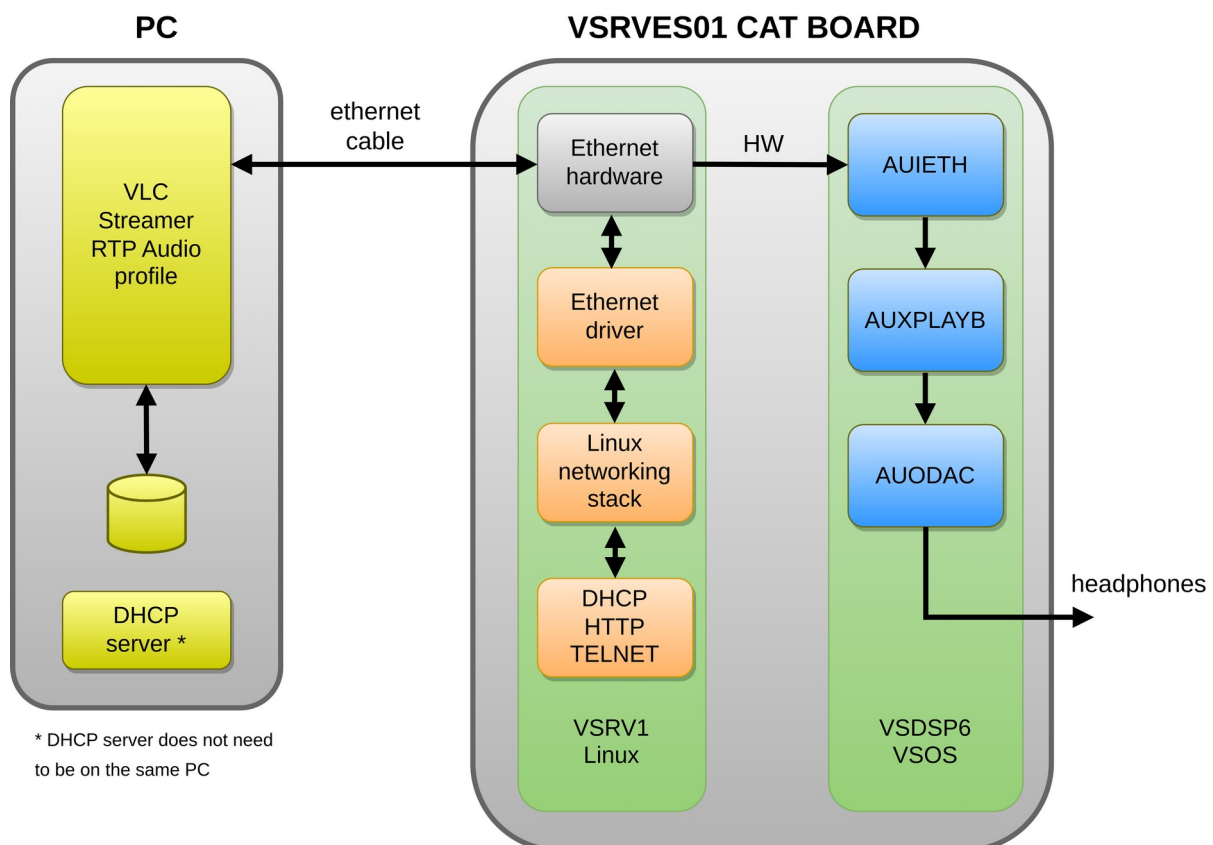 PC
VLC
Streamer
RTP Audio
profile
DHCP
server *
* DHCP server does not need
to be on the same PC
ethernet
cable
VSRVES01 CAT BOARD
Ethernet
hardware
HW
Ethernet
driver
Linux
networking
stack
DHCP
HTTP
TELNET
VSRV1
Linux
AUIETH
AUXPLAYB
AUODAC
VSDSP6
VSOS
headphones